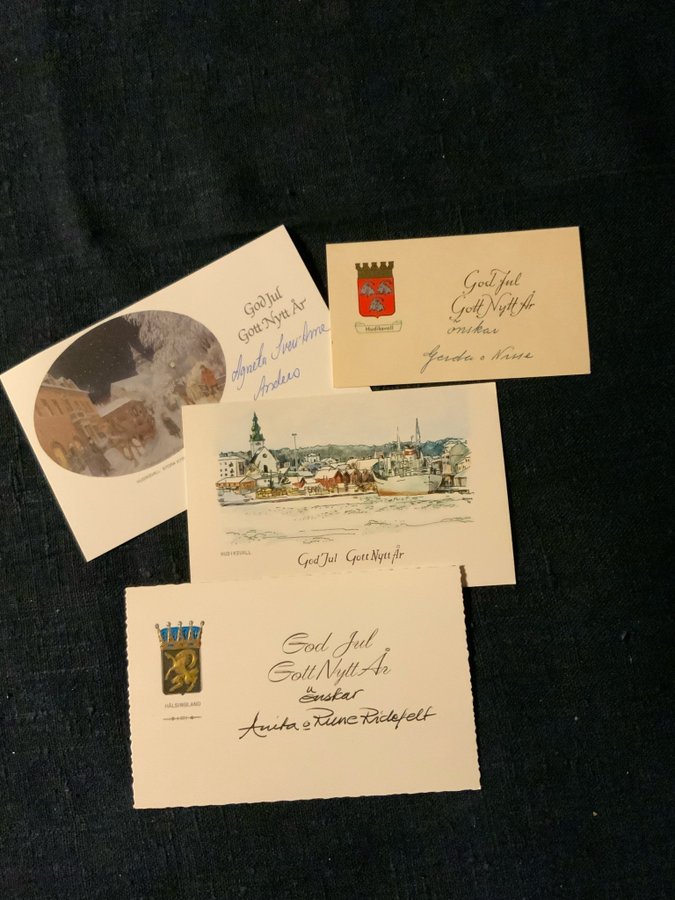 God Jul
Gott Nytt År
Agneta Sven-Arne
Anders
God Jul
Gott Nytt År
önskar
Gerda o Nisse
Hudiksvall
HUDIKSVALL
God Jul Gott Nytt År
HÄLSINGLAND
God Jul
Gott Nytt År
önskar
Anita o Rune Ridefelt